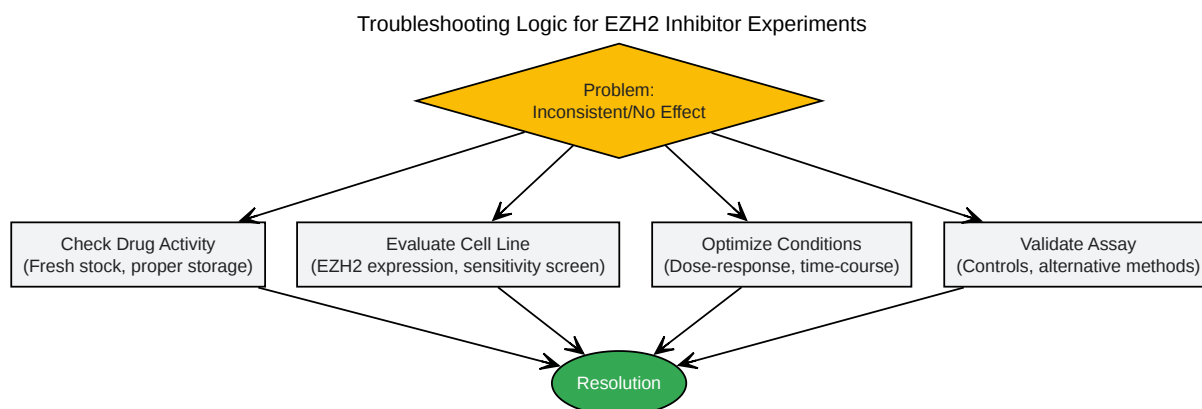 Troubleshooting Logic for EZH2 Inhibitor Experiments
Problem:
Inconsistent/No Effect
Check Drug Activity
(Fresh stock, proper storage)
Evaluate Cell Line
(EZH2 expression, sensitivity screen)
Optimize Conditions
(Dose-response, time-course)
Validate Assay
(Controls, alternative methods)
Resolution